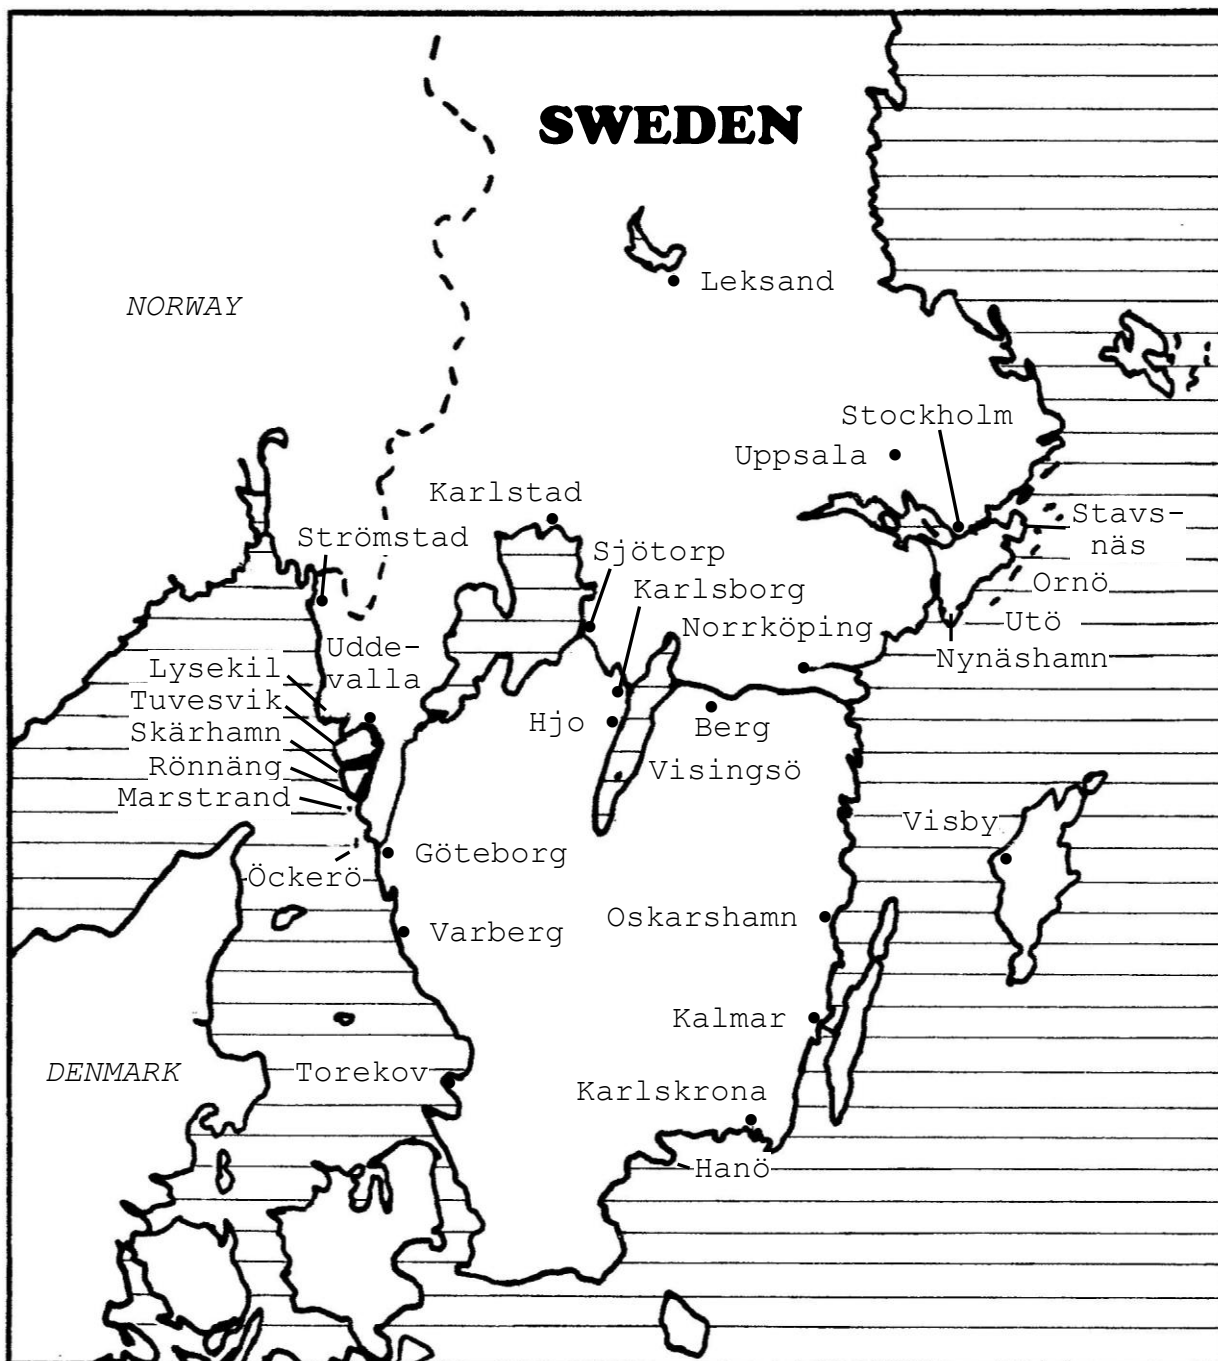 SWEDEN
Leksand
NORWAY
Stockholm
Uppsala
Karlstad
Stavs-
näs
Strömstad
Sjötorp
Karlsborg
Ornö
Utö
Norrköping
Udde-
valla
Nynäshamn
Lysekil
Tuvesvik
Skärhamn
Hjo
Berg
Rönnäng
Visingsö
Marstrand
Visby
Göteborg
Öckerö
Oskarshamn
Varberg
Kalmar
DENMARK
Torekov
Karlskrona
Hanö